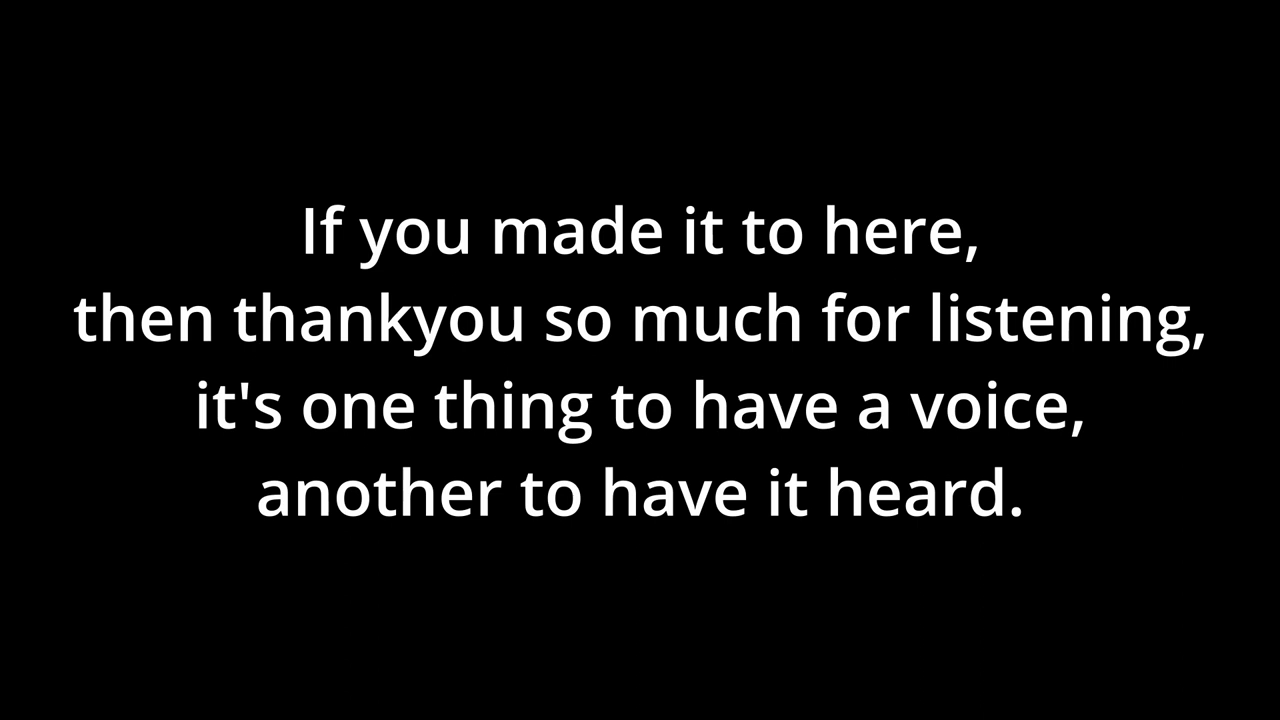 If you made it to here,
then thankyou so much for listening,
it's one thing to have a voice,
another to have it heard.